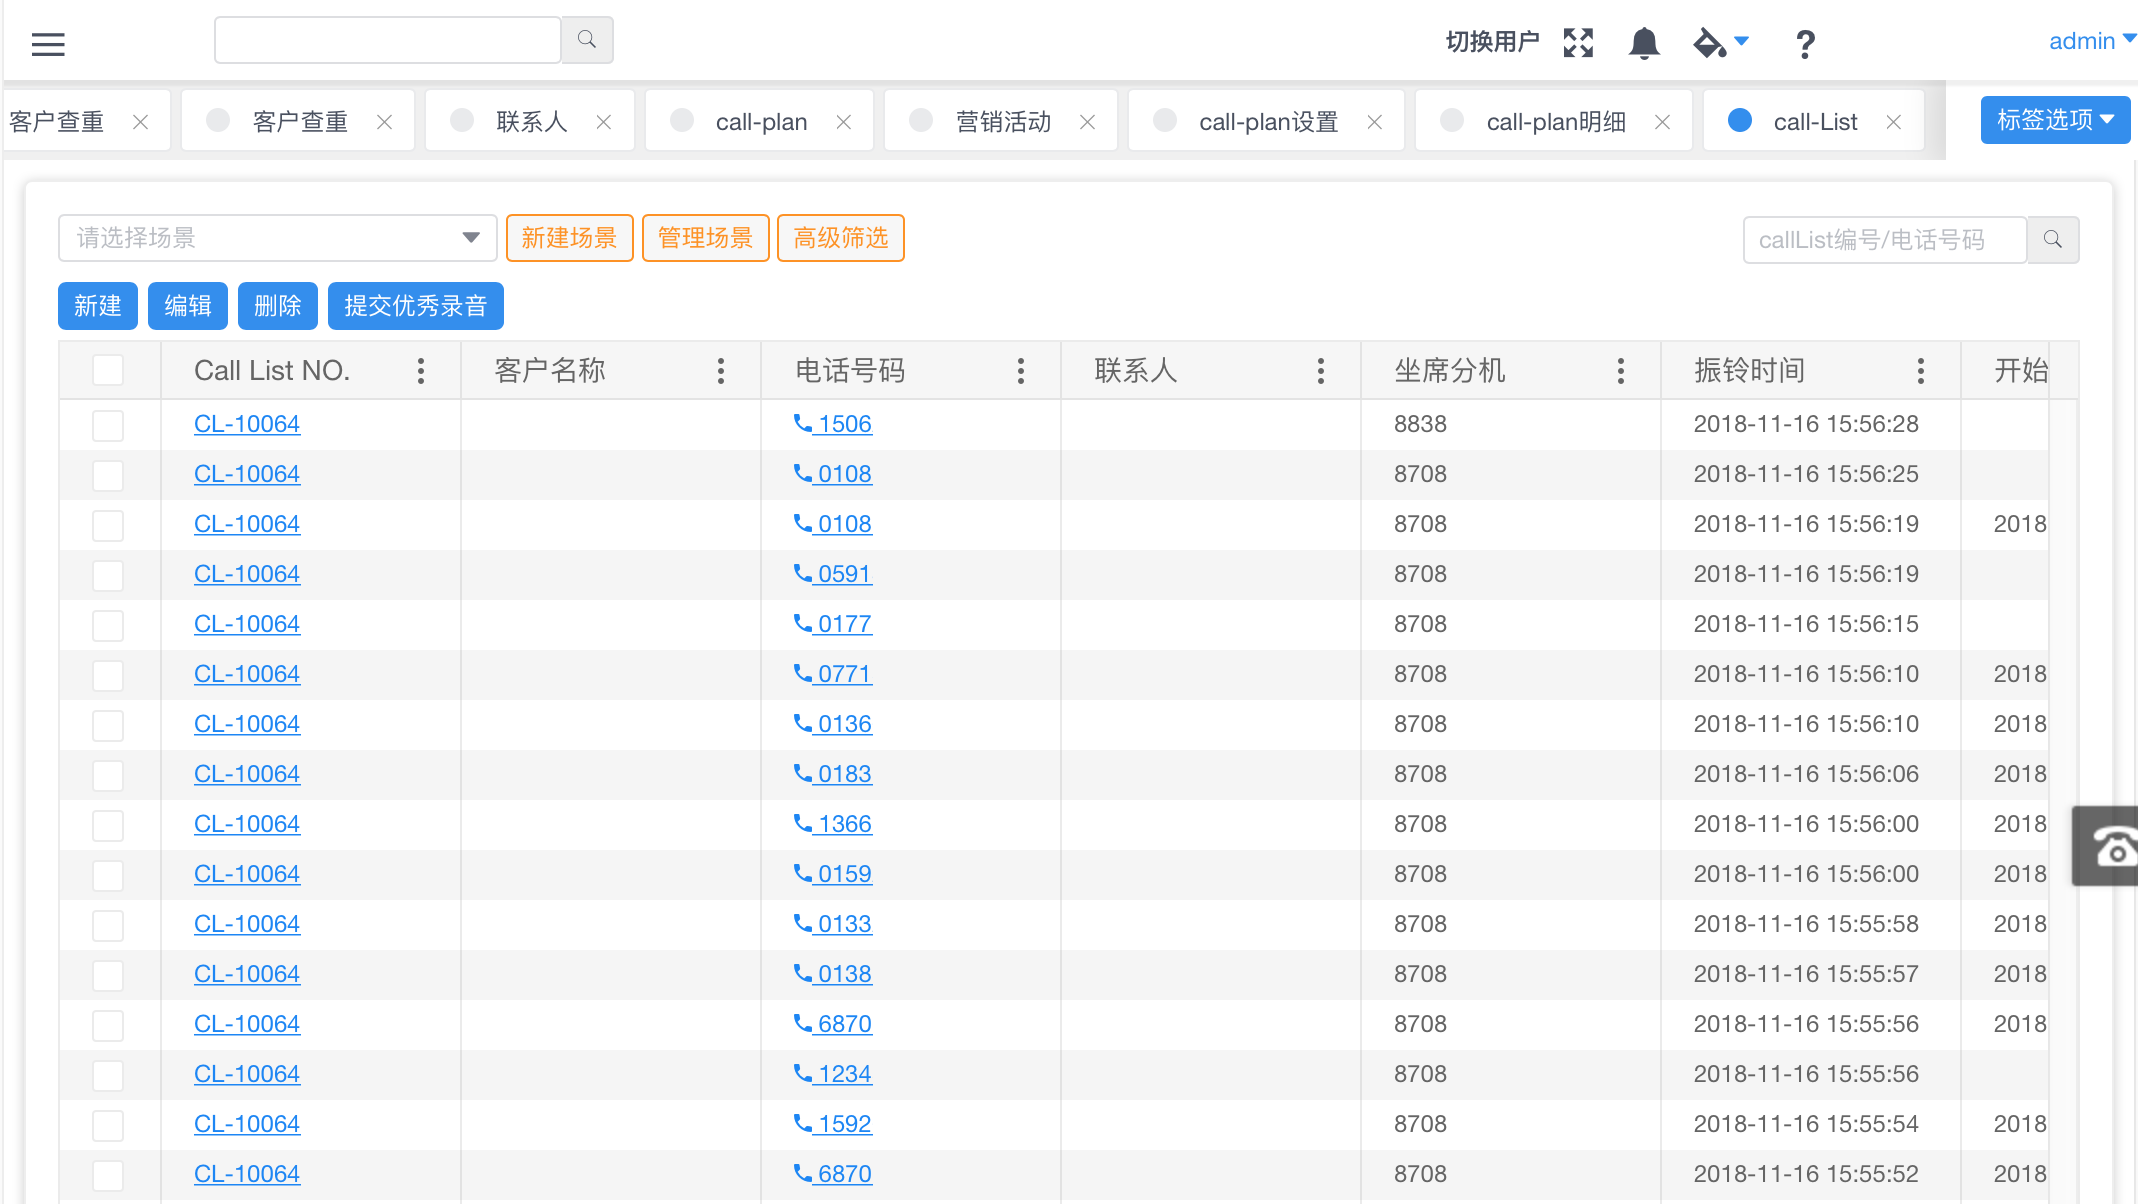 切换用户 ? admin
客户查重 客户查重 联系人 call-plan 营销活动 call-plan设置 call-plan明细 call-List 标签选项
请选择场景 新建场景 管理场景 高级筛选 callList编号/电话号码
新建 编辑 删除 提交优秀录音
Call List NO. 客户名称 电话号码 联系人 坐席分机 振铃时间 开始
CL-10064 1506 8838 2018-11-16 15:56:28
CL-10064 0108 8708 2018-11-16 15:56:25
CL-10064 0108 8708 2018-11-16 15:56:19 2018
CL-10064 0591 8708 2018-11-16 15:56:19
CL-10064 0177 8708 2018-11-16 15:56:15
CL-10064 0771 8708 2018-11-16 15:56:10 2018
CL-10064 0136 8708 2018-11-16 15:56:10 2018
CL-10064 0183 8708 2018-11-16 15:56:06 2018
CL-10064 1366 8708 2018-11-16 15:56:00 2018
CL-10064 0159 8708 2018-11-16 15:56:00 2018
CL-10064 0133 8708 2018-11-16 15:55:58 2018
CL-10064 0138 8708 2018-11-16 15:55:57 2018
CL-10064 6870 8708 2018-11-16 15:55:56 2018
CL-10064 1234 8708 2018-11-16 15:55:56
CL-10064 1592 8708 2018-11-16 15:55:54 2018
CL-10064 6870 8708 2018-11-16 15:55:52 2018